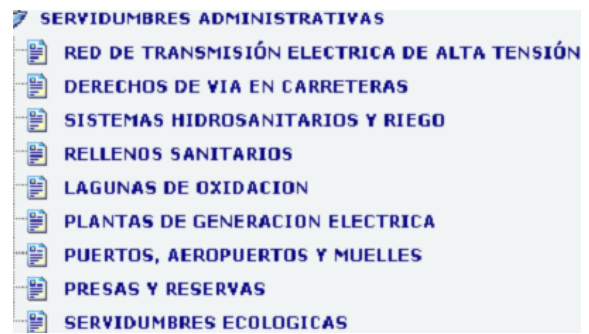 SERVIDUMBRES ADMINISTRATIVAS
RED DE TRANSMISIÓN ELECTRICA DE ALTA TENSIÓN
DERECHOS DE VIA EN CARRETERAS
SISTEMAS HIDROSANITARIOS Y RIEGO
RELLENOS SANITARIOS
LAGUNAS DE OXIDACION
PLANTAS DE GENERACION ELECTRICA
PUERTOS, AEROPUERTOS Y MUELLES
PRESAS Y RESERVAS
SERVIDUMBRES ECOLOGICAS